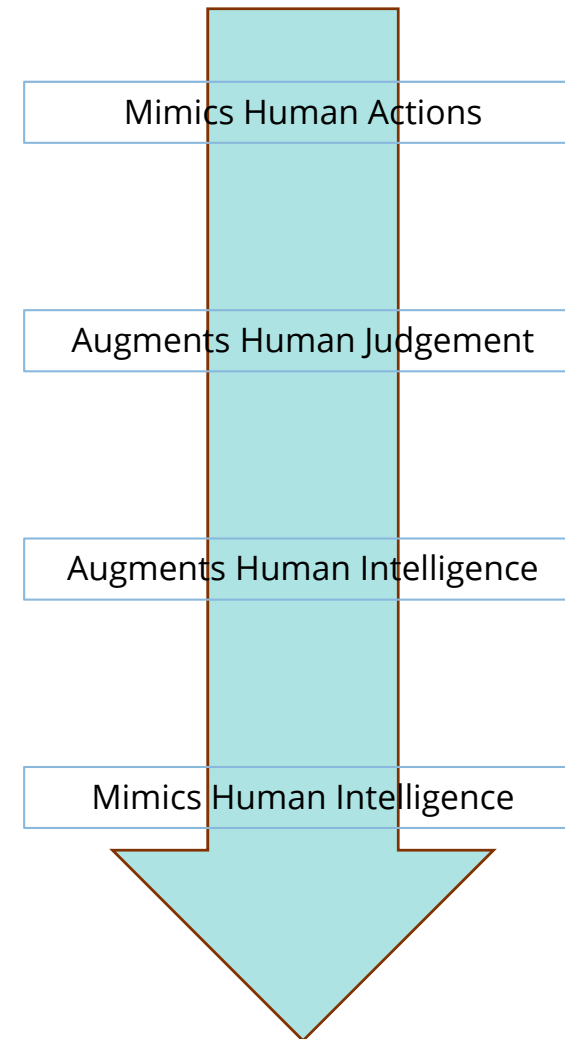 Mimics Human Actions
Augments Human Judgement
Augments Human Intelligence
Mimics Human Intelligence